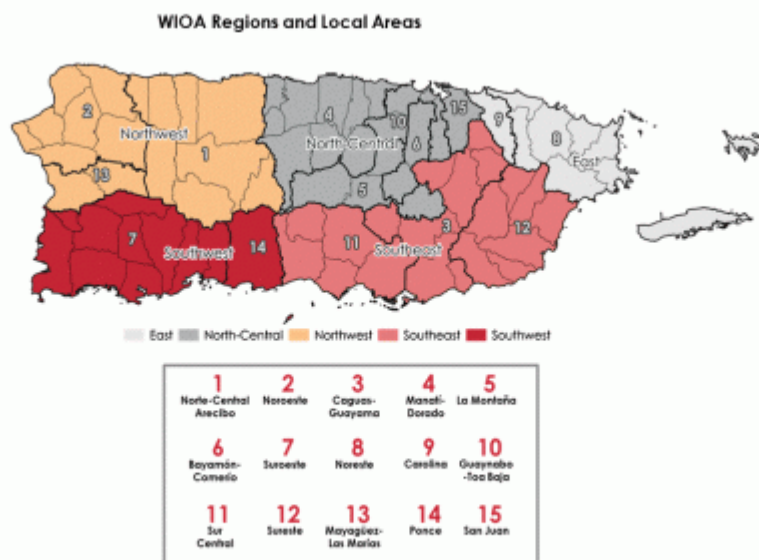 WIOA Regions and Local Areas
2
Northwest
1
13
4
10
15
9
North-Central
6
8
East
5
7
Southwest
14
11
3
Southeast
12
East North-Central Northwest Southeast Southwest
1 2 3 4 5
Norte-Central Noroeste Caguas- Manatí- La Montaña
Arecibo Guayama Dorado
6 7 8 9 10
Bayamón- Suroeste Noreste Carolina Guaynabo
Comerío -Toa Baja
11 12 13 14 15
Sur Sureste Mayagüez- Ponce San Juan
Central Las Marías